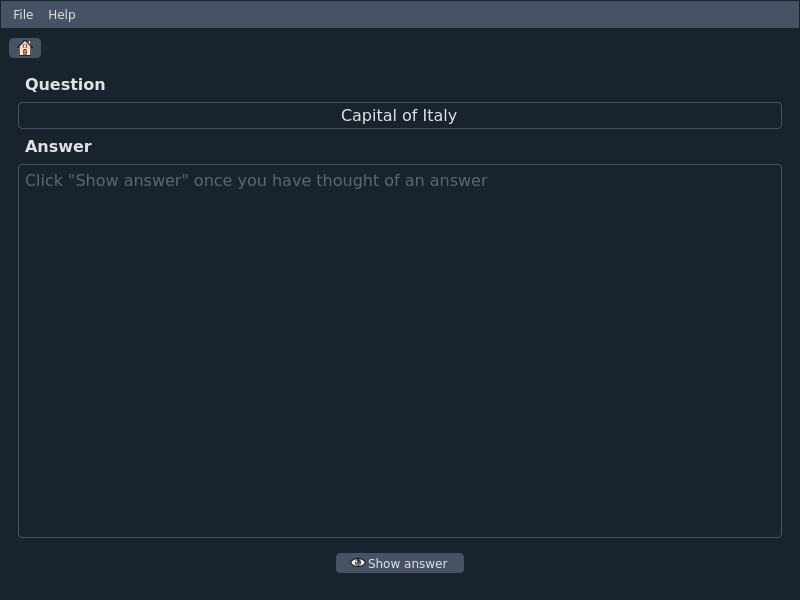 File Help
Question
Capital of Italy
Answer
Click "Show answer" once you have thought of an answer
Show answer